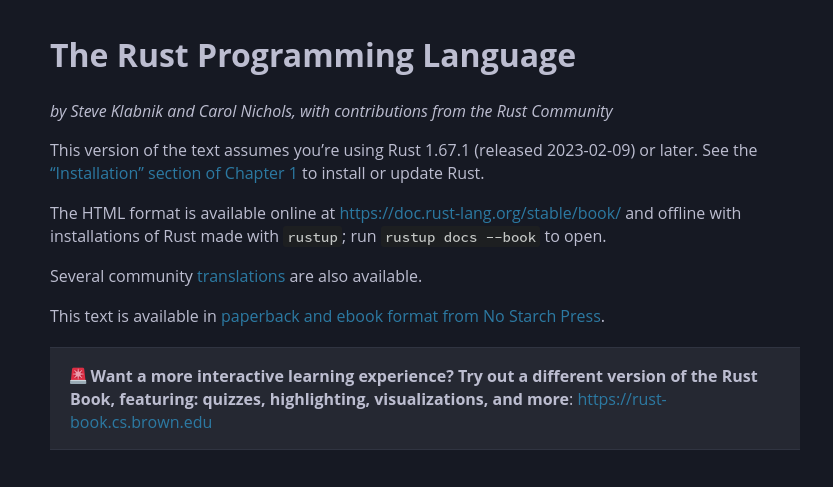 The Rust Programming Language
by Steve Klabnik and Carol Nichols, with contributions from the Rust Community
This version of the text assumes you’re using Rust 1.67.1 (released 2023-02-09) or later. See the
“Installation” section of Chapter 1 to install or update Rust.
The HTML format is available online at https://doc.rust-lang.org/stable/book/ and offline with
installations of Rust made with rustup; run rustup docs --book to open.
Several community translations are also available.
This text is available in paperback and ebook format from No Starch Press.
🚨 Want a more interactive learning experience? Try out a different version of the Rust
Book, featuring: quizzes, highlighting, visualizations, and more: https://rust-
book.cs.brown.edu